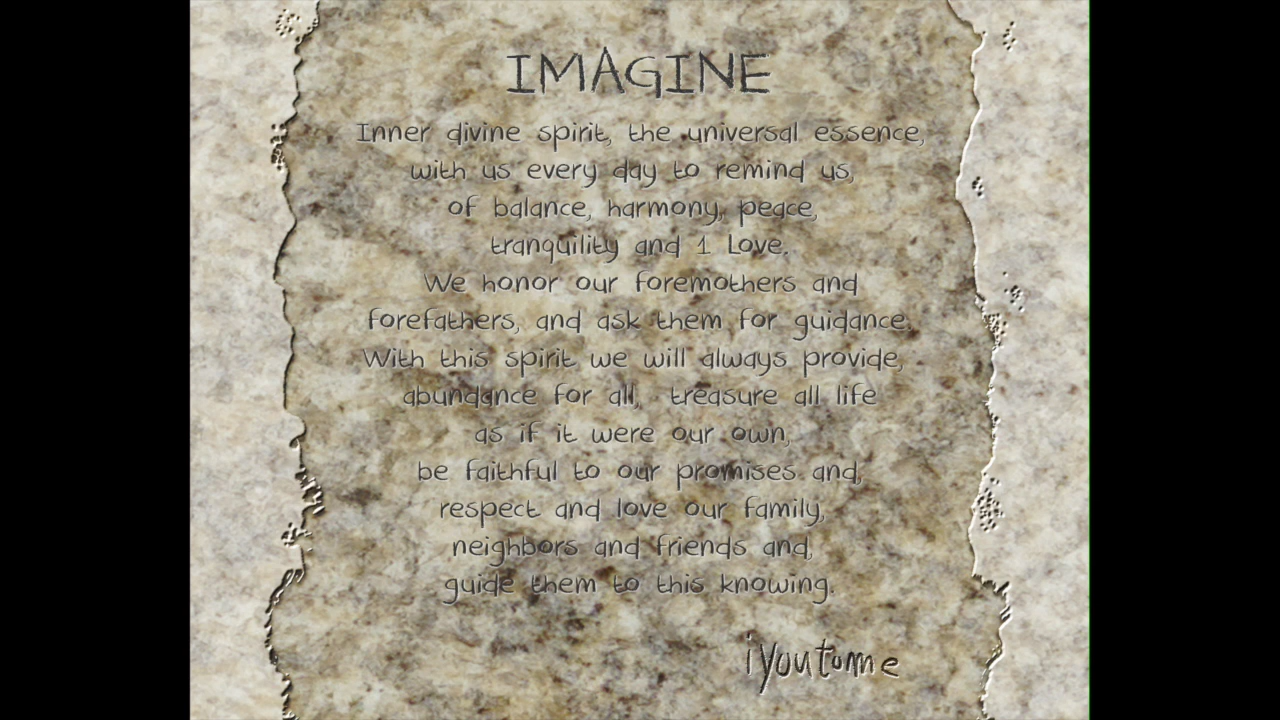 IMAGINE
Inner divine spirit, the universal essence,
with us every day to remind us,
of balance, harmony, peace,
tranquility and 1 Love.
We honor our foremothers and
forefathers, and ask them for guidance.
With this spirit we will always provide,
abundance for all, treasure all life
as if it were our own,
be faithful to our promises and,
respect and love our family,
neighbors and friends and,
guide them to this knowing.
iyoutome